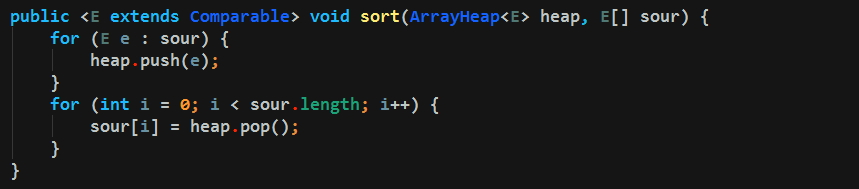 public <E extends Comparable> void sort(ArrayHeap<E> heap, E[] sour) {
    for (E e : sour) {
        heap.push(e);
    }
    for (int i = 0; i < sour.length; i++) {
        sour[i] = heap.pop();
    }
}